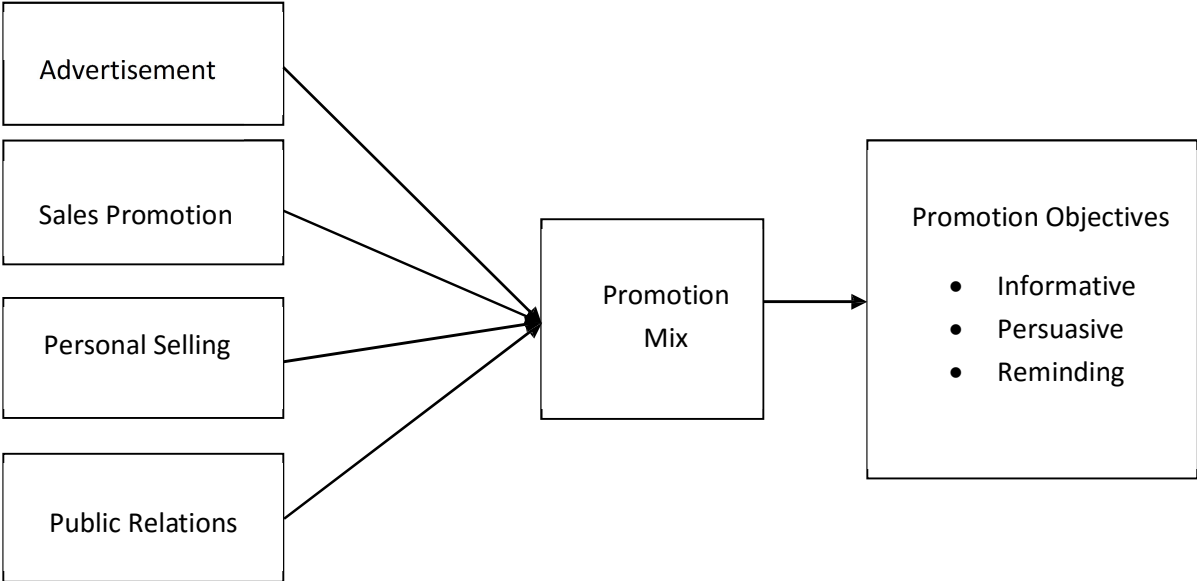 Advertisement
Sales Promotion
Personal Selling
Public Relations
Promotion
Mix
Promotion Objectives
● Informative
● Persuasive
● Reminding